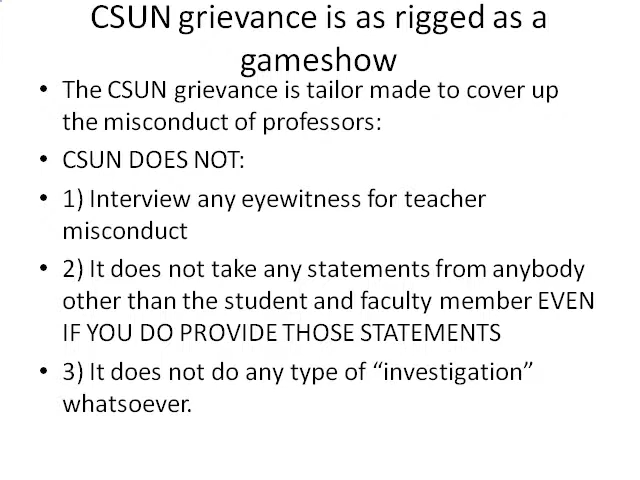 CSUN grievance is as rigged as a
gameshow
• The CSUN grievance is tailor made to cover up
the misconduct of professors:
• CSUN DOES NOT:
• 1) Interview any eyewitness for teacher
misconduct
• 2) It does not take any statements from anybody
other than the student and faculty member EVEN
IF YOU DO PROVIDE THOSE STATEMENTS
• 3) It does not do any type of “investigation”
whatsoever.